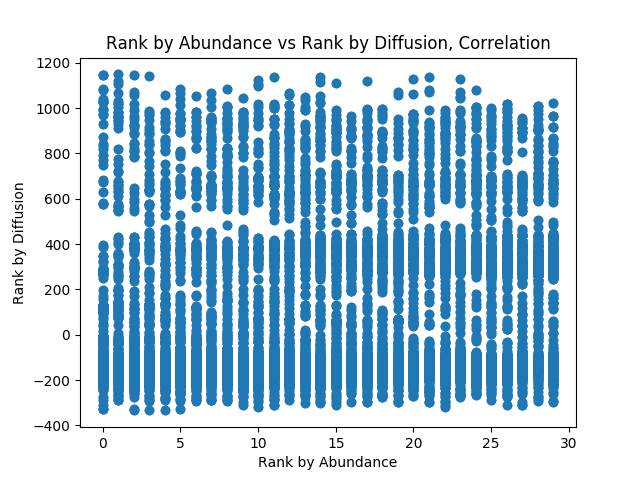 Rank by Abundance vs Rank by Diffusion, Correlation
1200
1000
800
600
400
200
0
−200
−400
Rank by Diffusion
0 5 10 15 20 25 30
Rank by Abundance